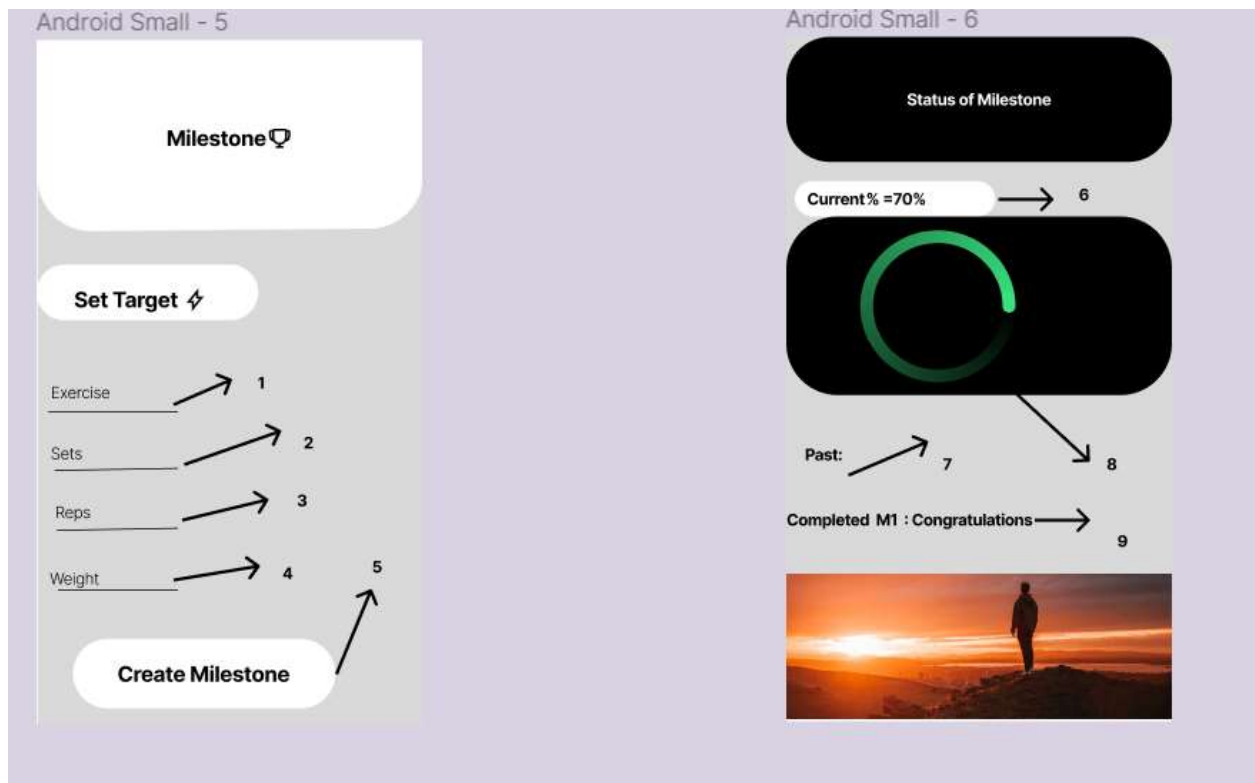 Android Small - 5
Milestone
Set Target
Exercise
1
Sets
2
Reps
3
Weight
4
5
Create Milestone
Android Small - 6
Status of Milestone
Current% =70%
6
Past:
7
8
Completed M1 : Congratulations
9